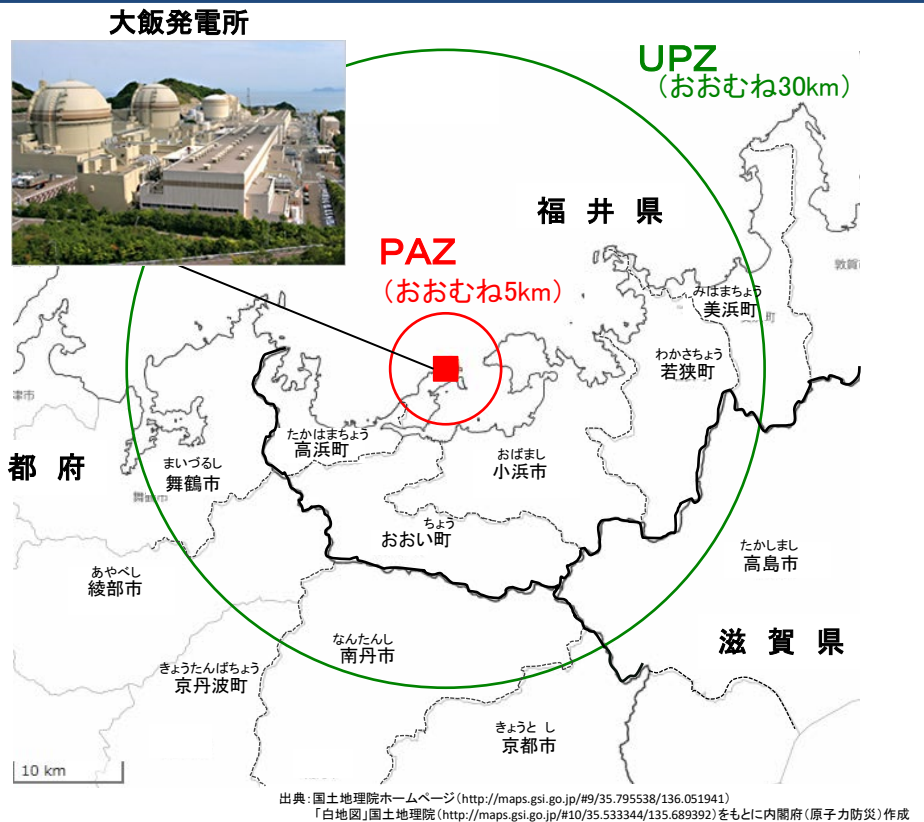 大飯発電所
UPZ
（おおむね30km）
福井県
PAZ
（おおむね5km）
敦賀
みはまちょう
美浜町
町
わかさちょう
若狭町
津市
たかはまちょう
高浜町
おばまし
小浜市
都府
まいづるし
舞鶴市
舞鶴市
ちょう
おおい町
たかしまし
高島市
あやべし
綾部市
なんたんし
南丹市
滋賀県
きょうたんばちょう
京丹波町
きょうと し
京都市
10 km
出典：国土地理院ホームページ（http://maps.gsi.go.jp/#9/35.795538/136.051941）
「白地図」国土地理院（http://maps.gsi.go.jp/#10/35.533344/135.689392）をもとに内閣府（原子力防災）作成